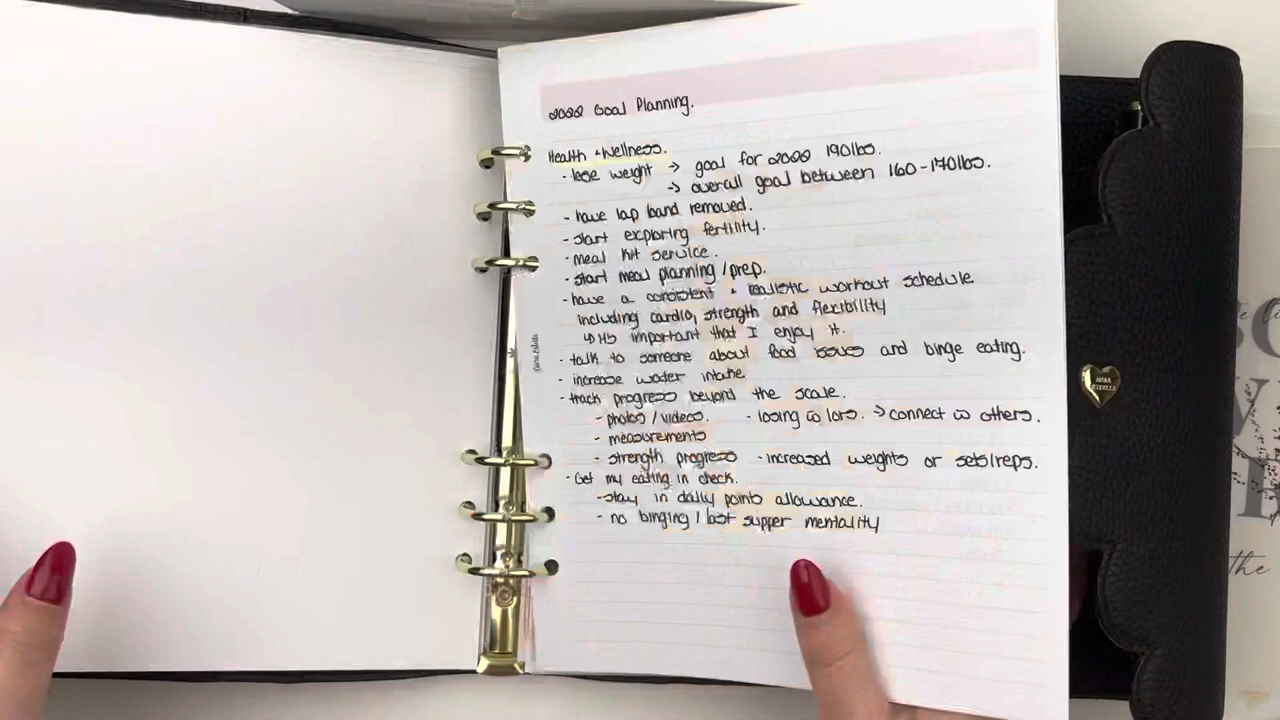 2022 Goal Planning.
Health + Wellness.
- lose weight → goal for 2022 190lbs.
→ overall goal between 160-170lbs.
- have lap band removed.
- start exploring fertility.
- meal kit service.
- start meal planning / prep.
- have a consistent + realistic workout schedule
including cardio, strength and flexibility
↳ it's important that I enjoy it.
- talk to someone about food issues and binge eating.
- increase water intake
- track progress beyond the scale.
- photos / videos. - losing w lors. → connect w others.
- measurements
- strength progress - increased weights or sets/reps.
- Get my eating in check.
- stay in daily points allowance.
- no binging / last supper mentality
the